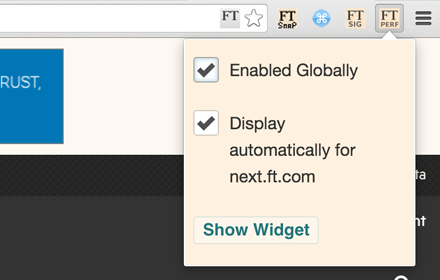 FT FT SNAP FT SIG FT PERF
RUST,
Enabled Globally
Display
automatically for
next.ft.com
ta
nt
Show Widget